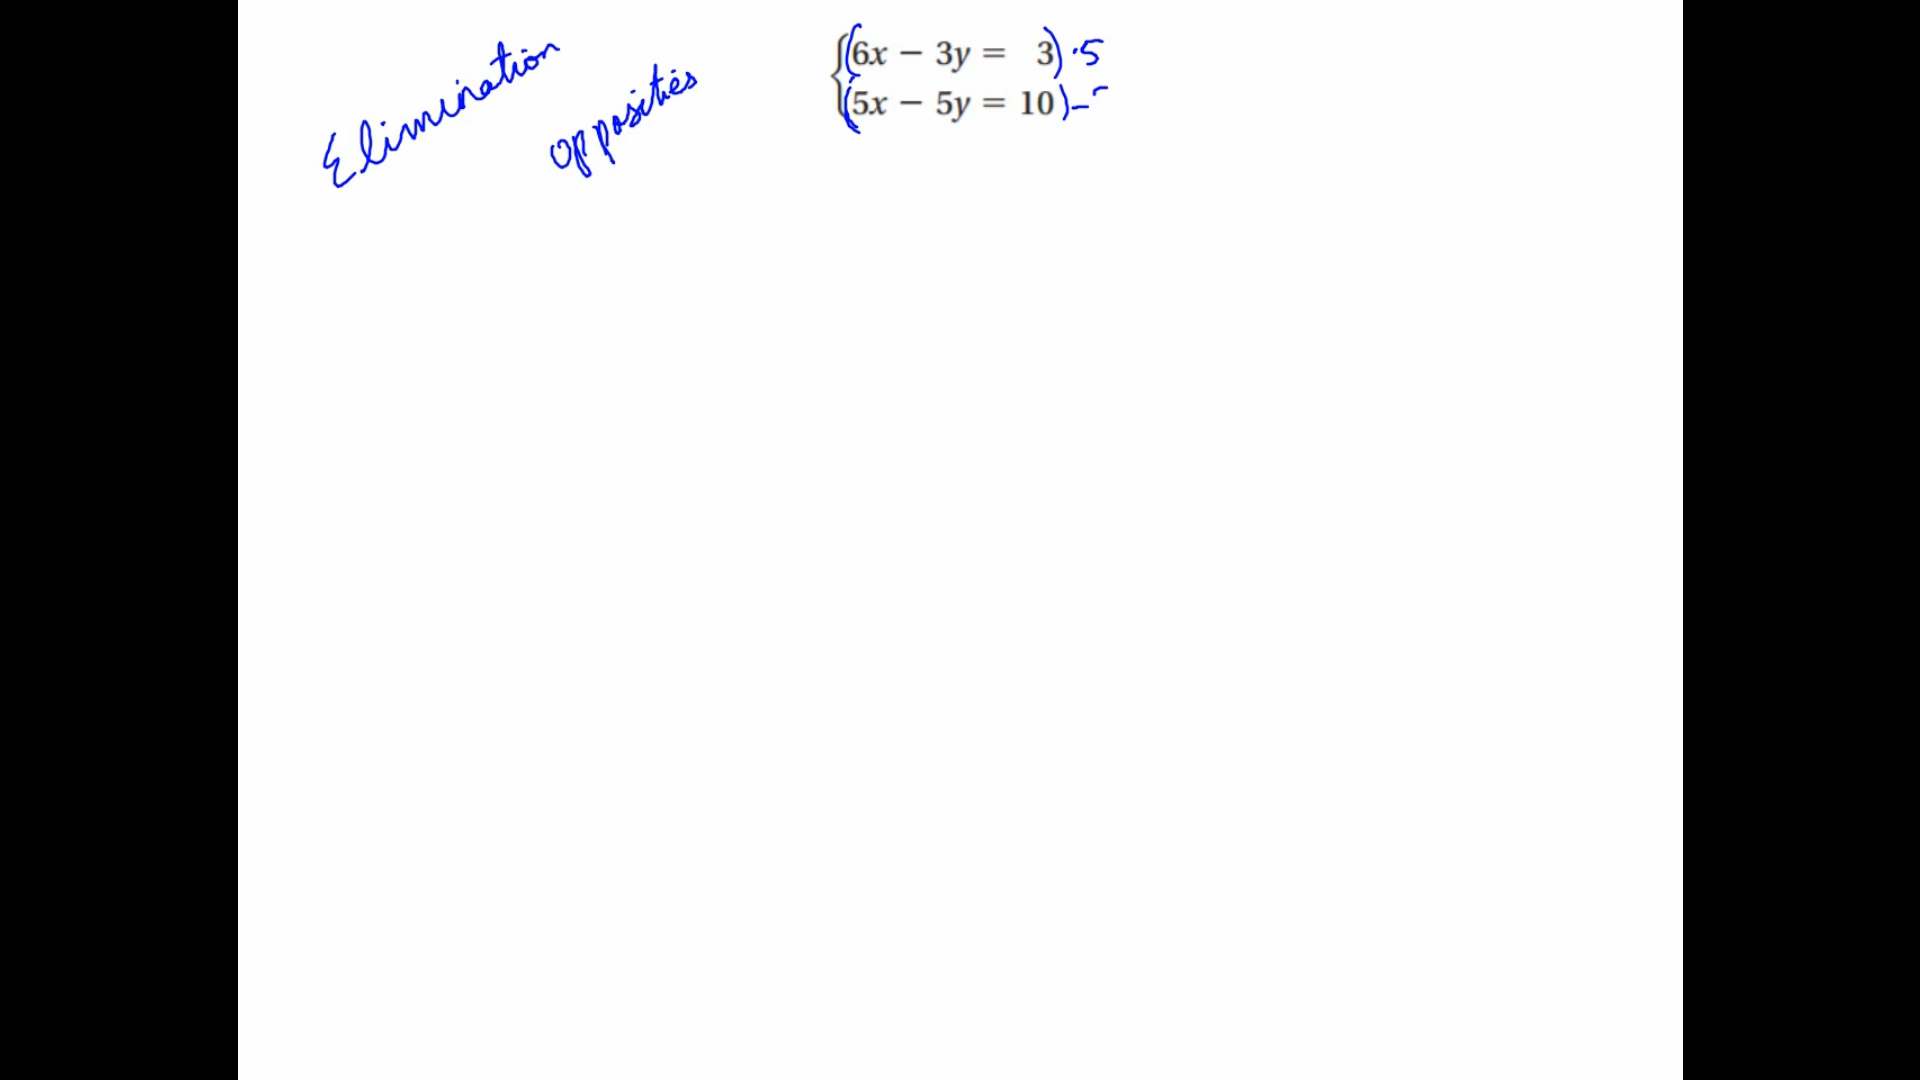 Elimination
opposites
(6x − 3y = 3) · 5
(5x − 5y = 10) -